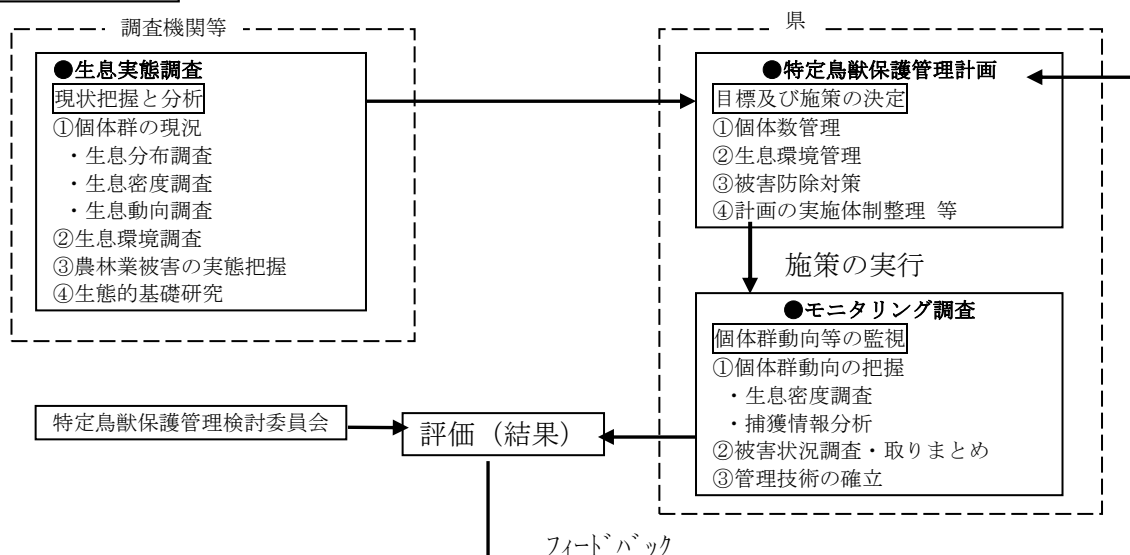 調査機関等
●生息実態調査
現状把握と分析
①個体群の現況
・生息分布調査
・生息密度調査
・生息動向調査
②生息環境調査
③農林業被害の実態把握
④生態的基礎研究
県
●特定鳥獣保護管理計画
目標及び施策の決定
①個体数管理
②生息環境管理
③被害防除対策
④計画の実施体制整理 等
施策の実行
●モニタリング調査
個体群動向等の監視
①個体群動向の把握
・生息密度調査
・捕獲情報分析
②被害状況調査・取りまとめ
③管理技術の確立
特定鳥獣保護管理検討委員会
評価（結果）
フィードバック